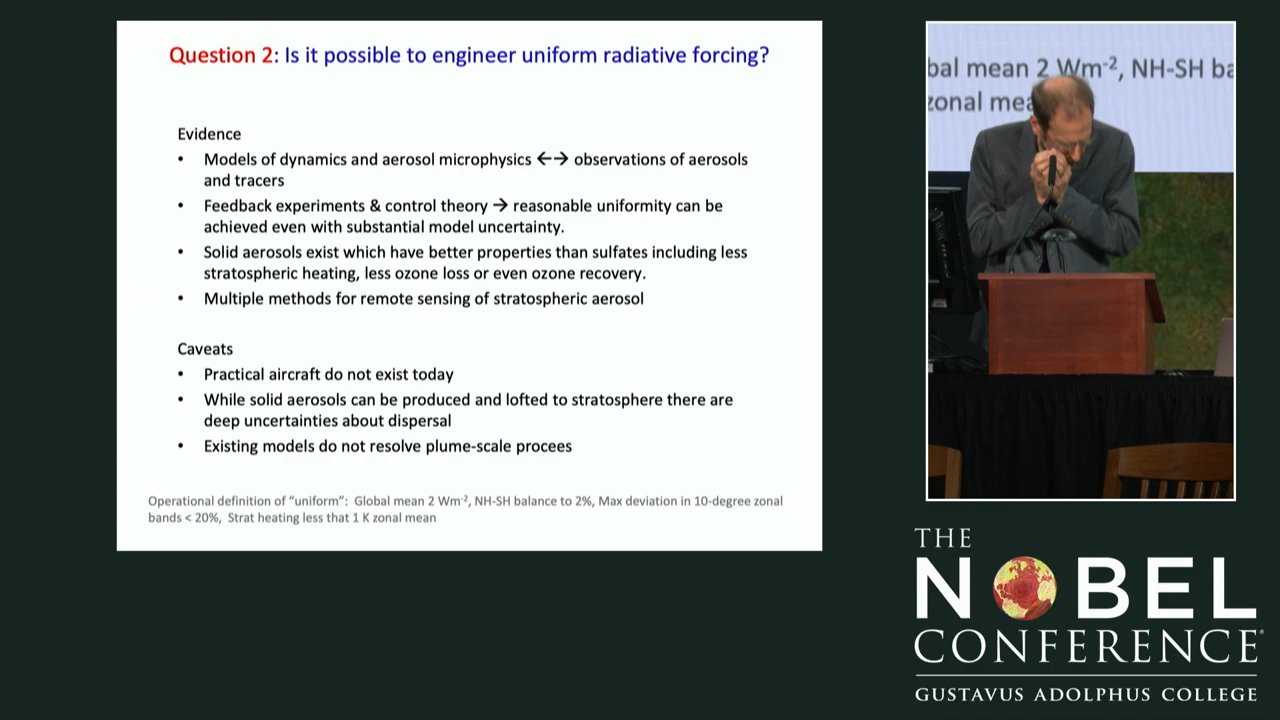 Question 2: Is it possible to engineer uniform radiative forcing?
Evidence
• Models of dynamics and aerosol microphysics ←→ observations of aerosols
and tracers
• Feedback experiments & control theory → reasonable uniformity can be
achieved even with substantial model uncertainty.
• Solid aerosols exist which have better properties than sulfates including less
stratospheric heating, less ozone loss or even ozone recovery.
• Multiple methods for remote sensing of stratospheric aerosol
Caveats
• Practical aircraft do not exist today
• While solid aerosols can be produced and lofted to stratosphere there are
deep uncertainties about dispersal
• Existing models do not resolve plume-scale procees
Operational definition of “uniform”: Global mean 2 Wm-2, NH-SH balance to 2%, Max deviation in 10-degree zonal
bands < 20%, Strat heating less that 1 K zonal mean
bal mean 2 Wm-2, NH-SH ba
zonal mea
THE
NOBEL
CONFERENCE®
GUSTAVUS ADOLPHUS COLLEGE